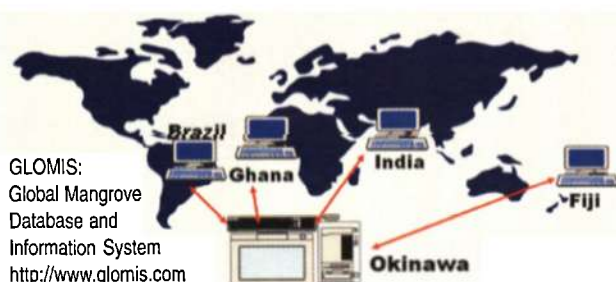 Brazil
Ghana
India
Fiji
GLOMIS:
Global Mangrove
Database and
Information System
http://www.glomis.com
Okinawa